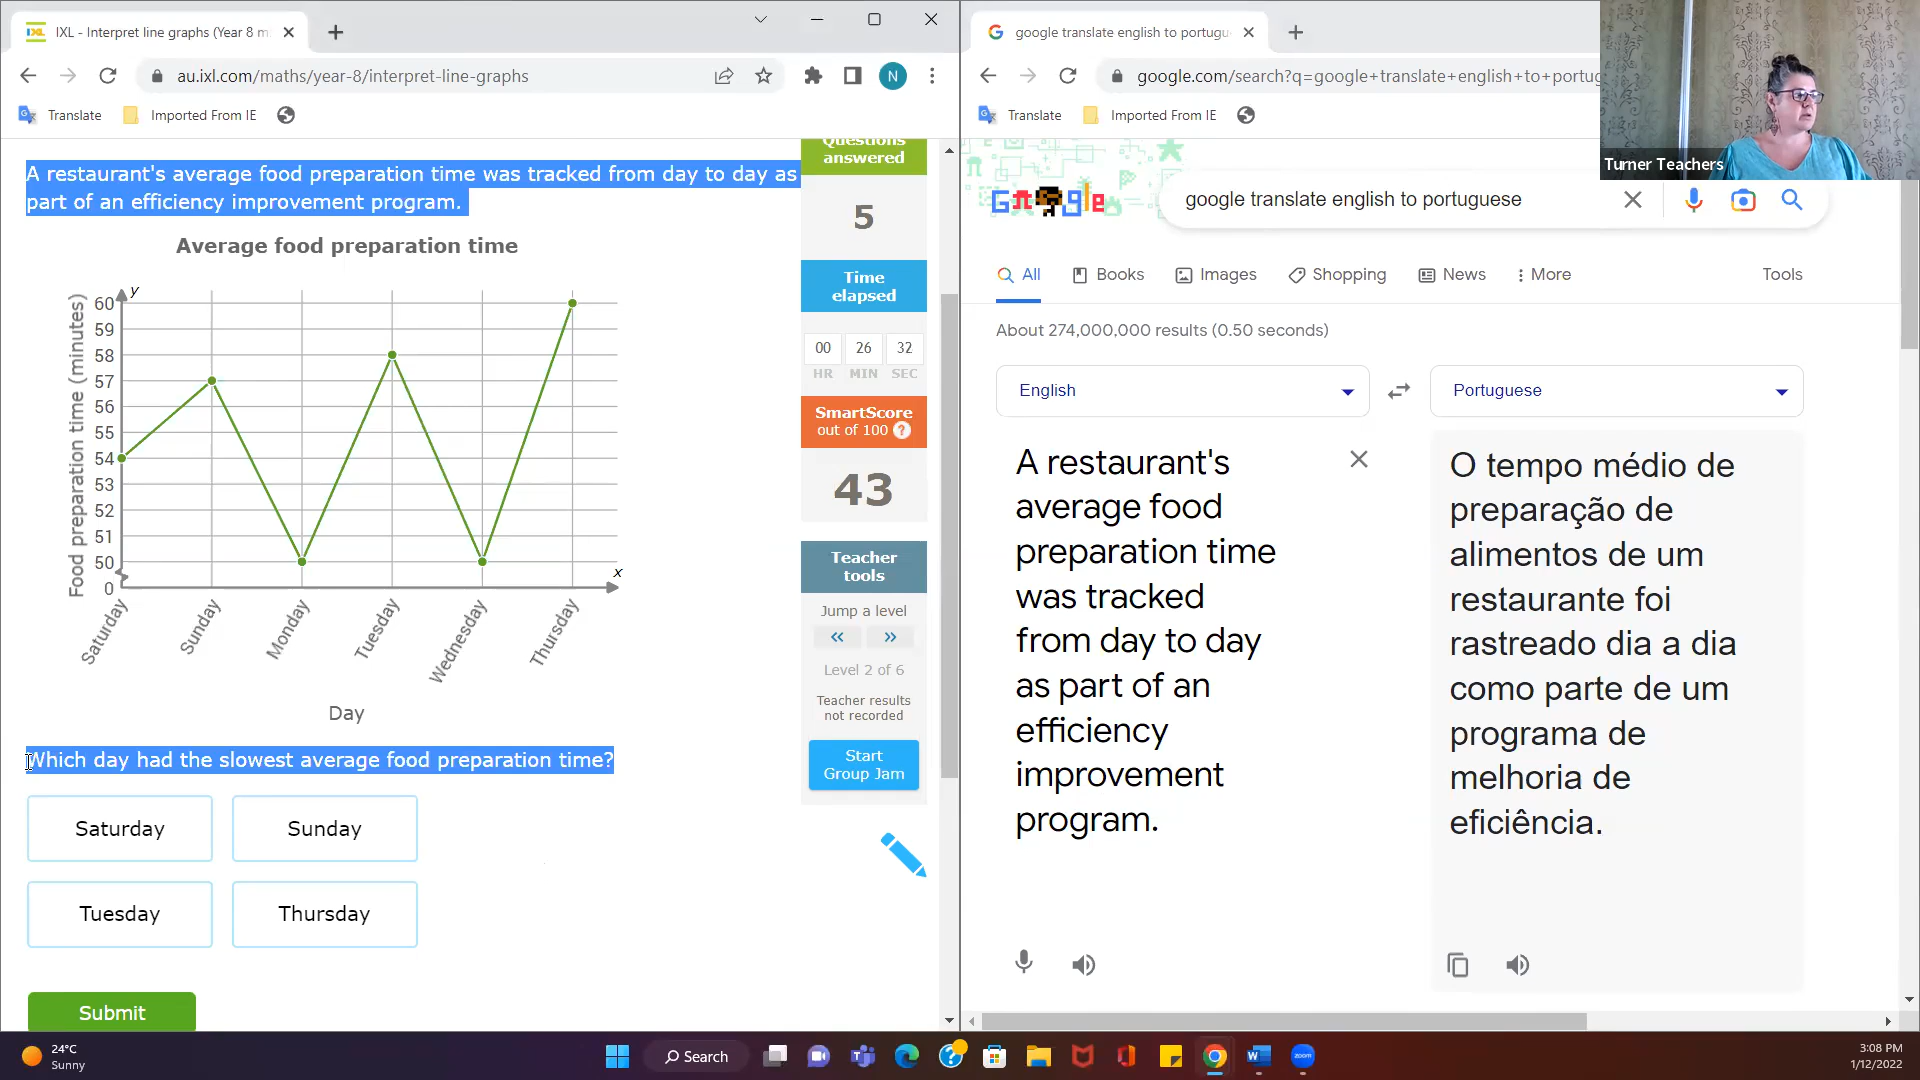 IXL - Interpret line graphs (Year 8 m
google translate english to portugu
au.ixl.com/maths/year-8/interpret-line-graphs
N
google.com/search?q=google+translate+english+to+portug
Translate
Imported From IE
Translate
Imported From IE
Turner Teachers
A restaurant's average food preparation time was tracked from day to day as
part of an efficiency improvement program.
Average food preparation time
y
Food preparation time (minutes)
60
59
58
57
56
55
54
53
52
51
50
0
x
Saturday
Sunday
Monday
Tuesday
Wednesday
Thursday
Day
Which day had the slowest average food preparation time?
Saturday
Sunday
Tuesday
Thursday
Submit
Questions
answered
5
Time
elapsed
00 26 32
HR MIN SEC
SmartScore
out of 100 ?
43
Teacher
tools
Jump a level
Level 2 of 6
Teacher results
not recorded
Start
Group Jam
google translate english to portuguese
All
Books
Images
Shopping
News
More
Tools
About 274,000,000 results (0.50 seconds)
English
Portuguese
A restaurant's
average food
preparation time
was tracked
from day to day
as part of an
efficiency
improvement
program.
O tempo médio de
preparação de
alimentos de um
restaurante foi
rastreado dia a dia
como parte de um
programa de
melhoria de
eficiência.
24°C
Sunny
Search
zoom
3:08 PM
1/12/2022